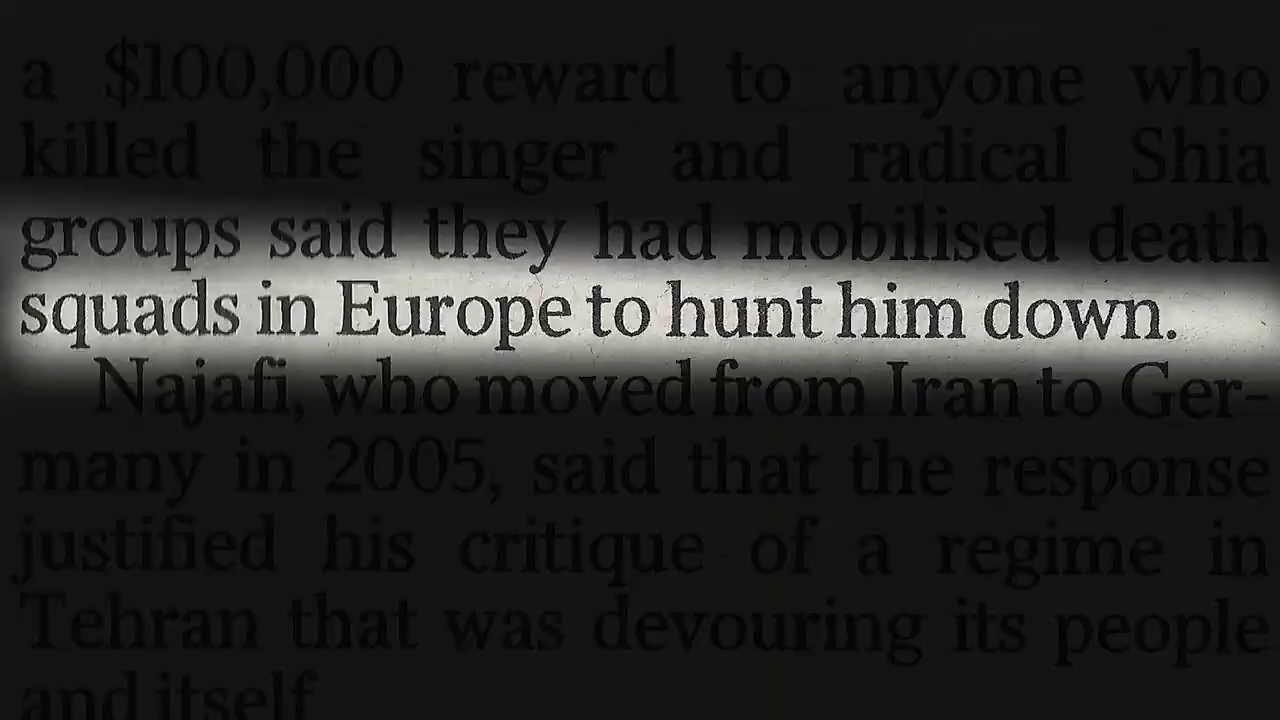 a $100,000 reward to anyone who
killed the singer and radical Shia
groups said they had mobilised death
squads in Europe to hunt him down.
Najafi, who moved from Iran to Ger-
many in 2005, said that the response
justified his critique of a regime in
Tehran that was devouring its people
and itself